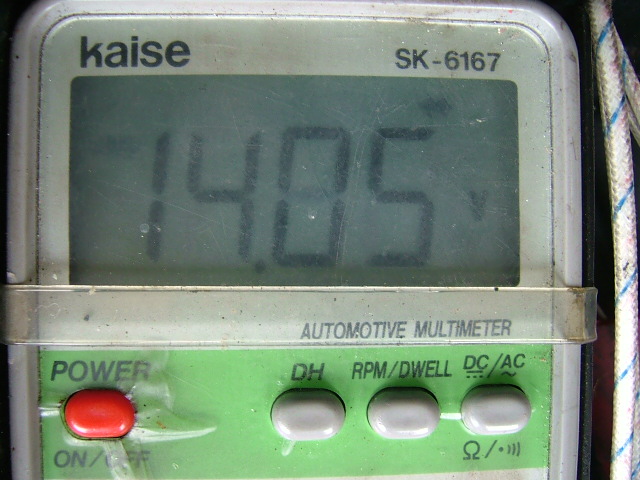 kaise
SK-6167
14.85 V
AUTOMOTIVE MULTIMETER
POWER DH RPM/DWELL DC/AC
ON/OFF Ω/•)))